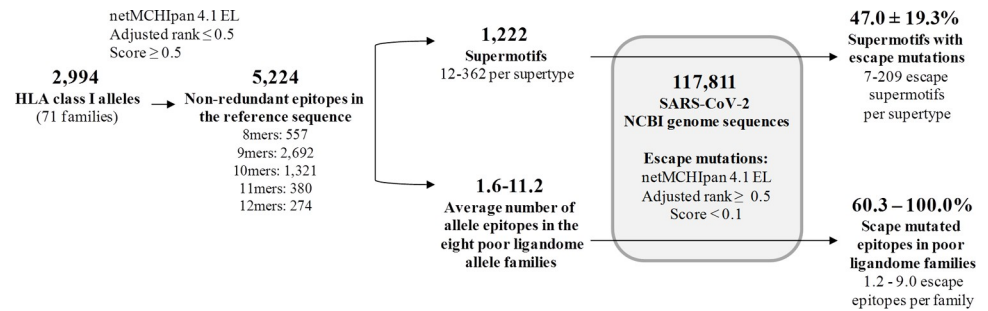 netMCHIpan 4.1 EL
Adjusted rank ≤ 0.5
Score ≥ 0.5
2,994
HLA class I alleles
(71 families)
5,224
Non-redundant epitopes in
the reference sequence
8mers: 557
9mers: 2,692
10mers: 1,321
11mers: 380
12mers: 274
1,222
Supermotifs
12-362 per supertype
1.6-11.2
Average number of
allele epitopes in the
eight poor ligandome
allele families
117,811
SARS-CoV-2
NCBI genome sequences
Escape mutations:
netMCHIpan 4.1 EL
Adjusted rank ≥ 0.5
Score < 0.1
47.0 ± 19.3%
Supermotifs with
escape mutations
7-209 escape
supermotifs
per supertype
60.3 – 100.0%
Scape mutated
epitopes in poor
ligandome families
1.2 - 9.0 escape
epitopes per family